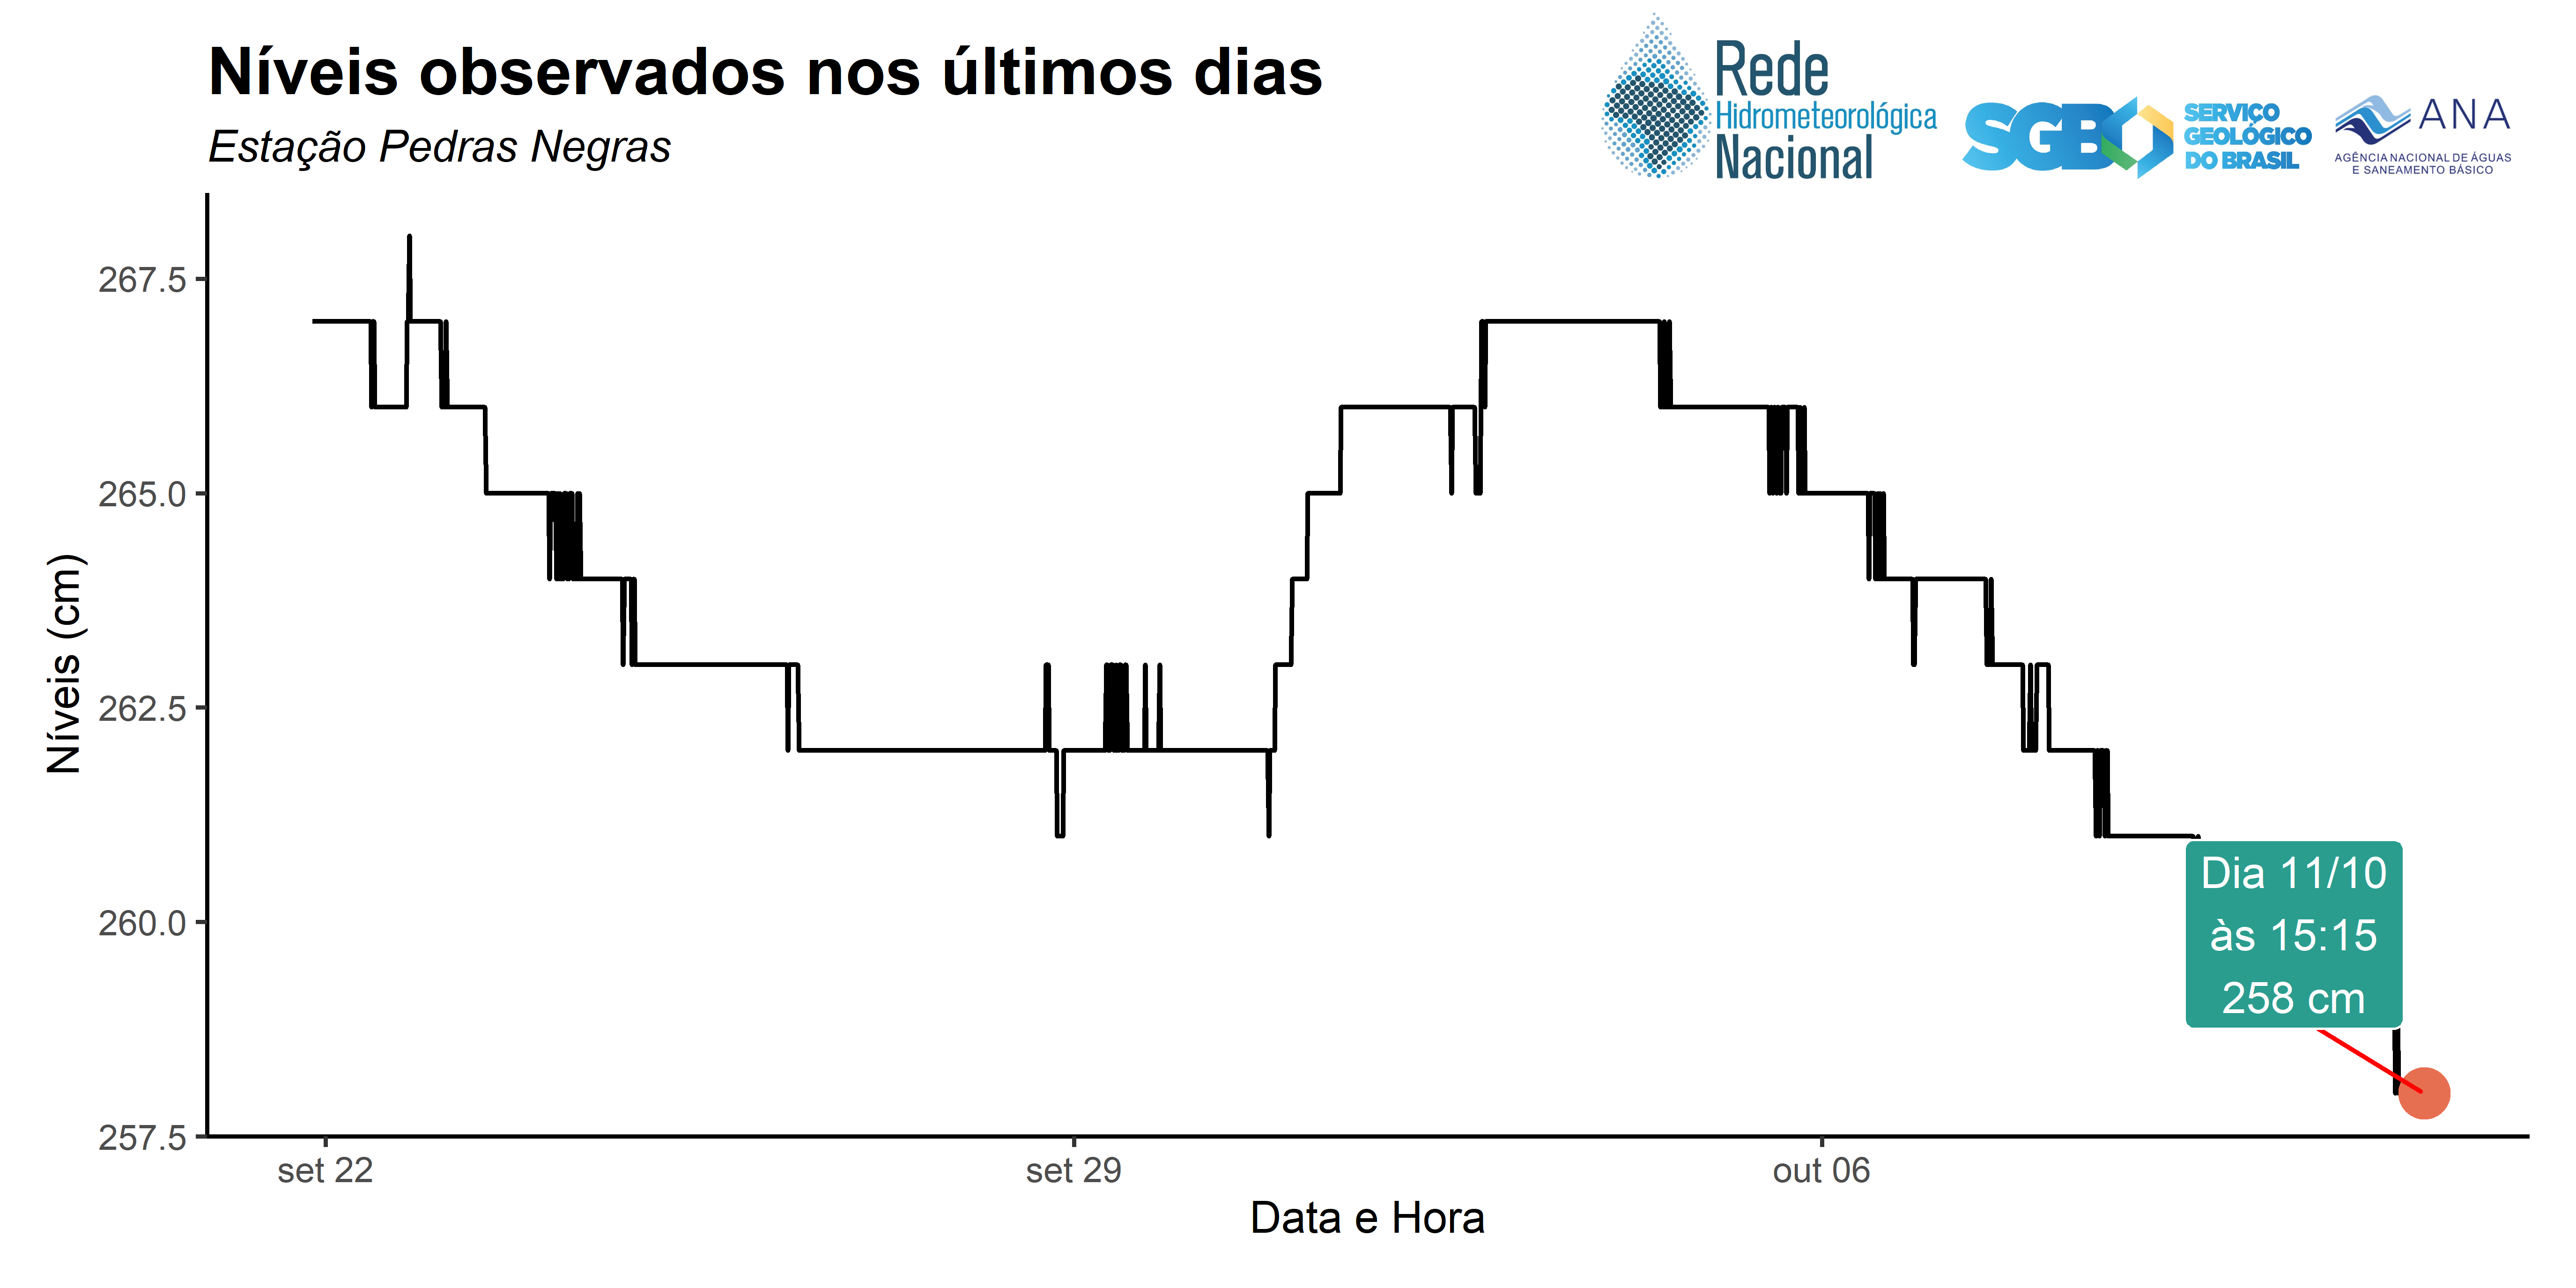 Níveis observados nos últimos dias
Estação Pedras Negras
Rede
Hidrometeorológica
Nacional
SGB
SERVIÇO
GEOLÓGICO
DO BRASIL
ANA
AGÊNCIA NACIONAL DE ÁGUAS
E SANEAMENTO BÁSICO
Níveis (cm)
267.5
265.0
262.5
260.0
257.5
Dia 11/10
às 15:15
258 cm
set 22
set 29
out 06
Data e Hora